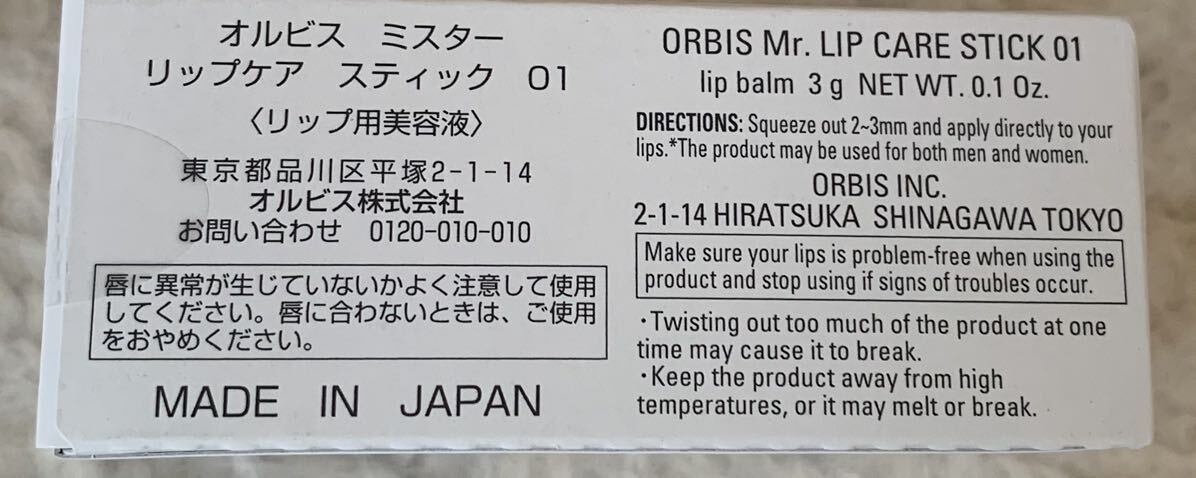 オルビス　ミスター
リップケア　スティック　01
〈リップ用美容液〉
東京都品川区平塚2-1-14
オルビス株式会社
お問い合わせ　0120-010-010
唇に異常が生じていないかよく注意して使用
してください。唇に合わないときは、ご使用
をおやめください。
MADE IN JAPAN
ORBIS Mr. LIP CARE STICK 01
lip balm 3 g NET WT. 0.1 Oz.
DIRECTIONS: Squeeze out 2~3mm and apply directly to your
lips.*The product may be used for both men and women.
ORBIS INC.
2-1-14 HIRATSUKA SHINAGAWA TOKYO
Make sure your lips is problem-free when using the
product and stop using if signs of troubles occur.
・Twisting out too much of the product at one
time may cause it to break.
・Keep the product away from high
temperatures, or it may melt or break.